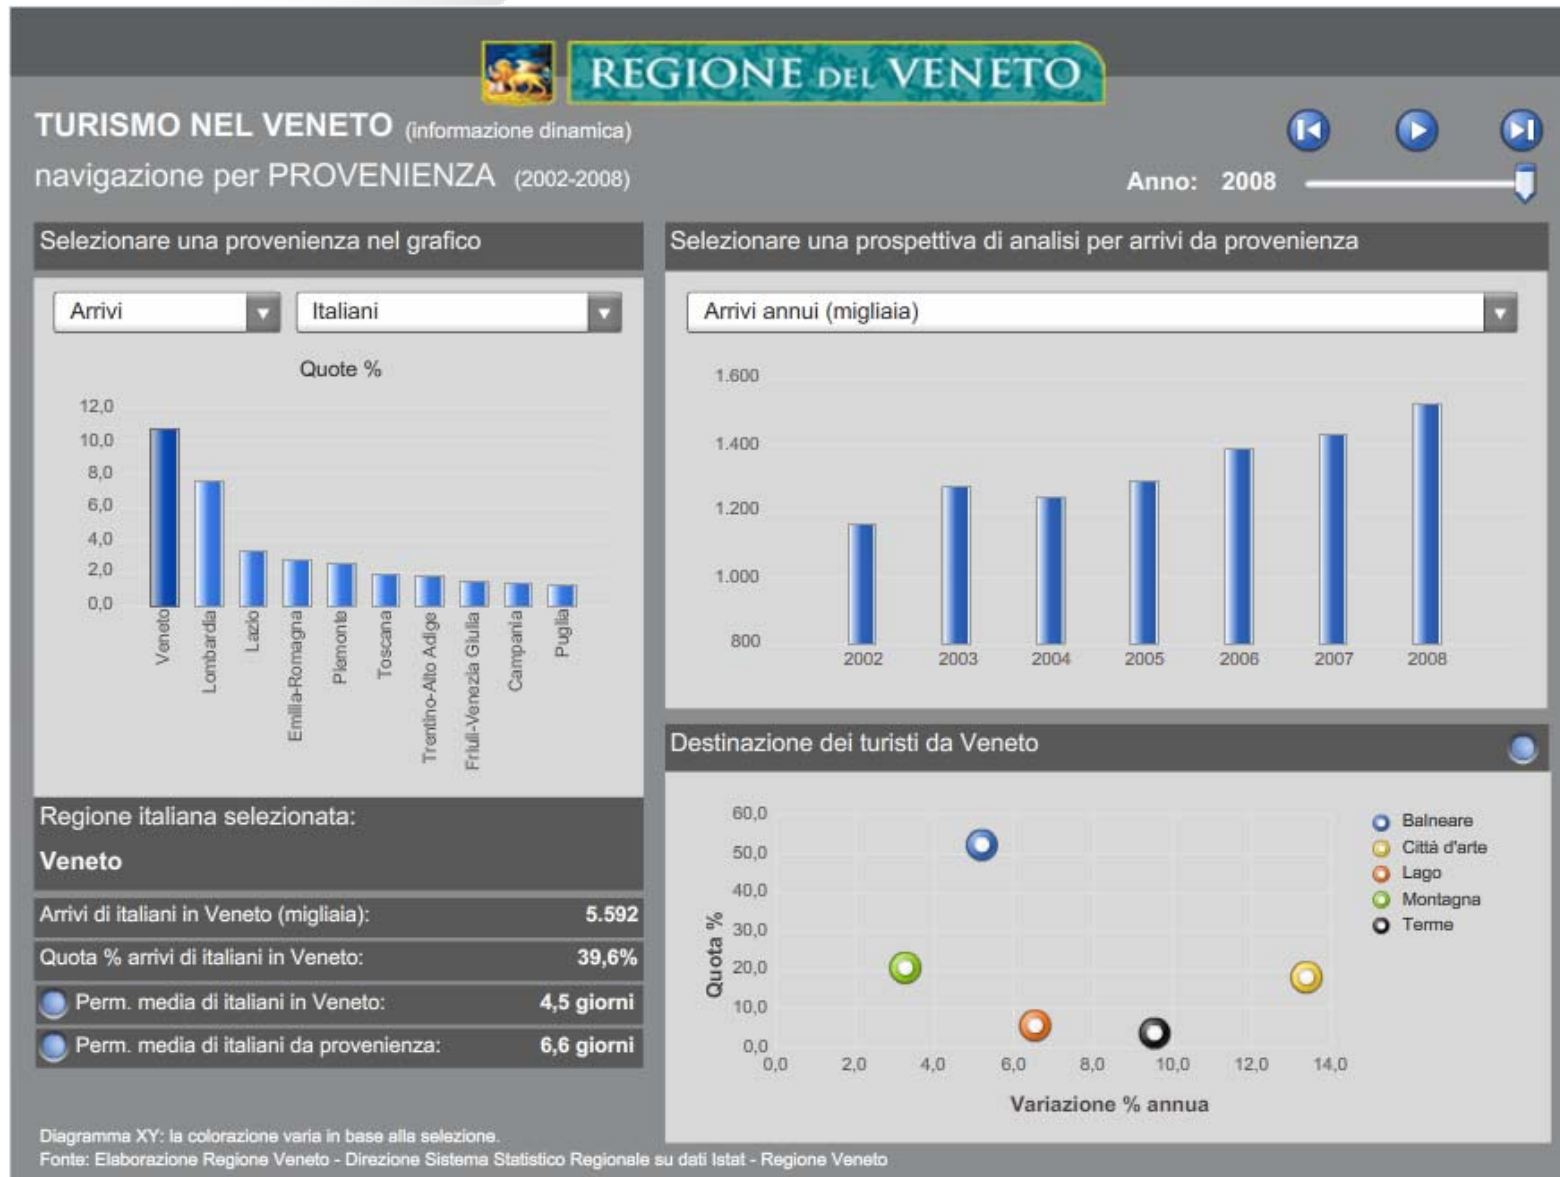 REGIONE DEL VENETO
TURISMO NEL VENETO (informazione dinamica)
navigazione per PROVENIENZA (2002-2008)
Anno: 2008
Selezionare una provenienza nel grafico
Arrivi
Italiani
Quote %
12,0
10,0
8,0
6,0
4,0
2,0
0,0
Veneto
Lombardia
Lazio
Emilia-Romagna
Piemonte
Toscana
Trentino-Alto Adige
Friuli-Venezia Giulia
Campania
Puglia
Regione italiana selezionata:
Veneto
Arrivi di italiani in Veneto (migliaia): 5.592
Quota % arrivi di italiani in Veneto: 39,6%
Perm. media di italiani in Veneto: 4,5 giorni
Perm. media di italiani da provenienza: 6,6 giorni
Selezionare una prospettiva di analisi per arrivi da provenienza
Arrivi annui (migliaia)
1.600
1.400
1.200
1.000
800
2002 2003 2004 2005 2006 2007 2008
Destinazione dei turisti da Veneto
60,0
50,0
40,0
30,0
20,0
10,0
0,0
Quota %
0,0 2,0 4,0 6,0 8,0 10,0 12,0 14,0
Variazione % annua
Balneare
Città d'arte
Lago
Montagna
Terme
Diagramma XY: la colorazione varia in base alla selezione.
Fonte: Elaborazione Regione Veneto - Direzione Sistema Statistico Regionale su dati Istat - Regione Veneto